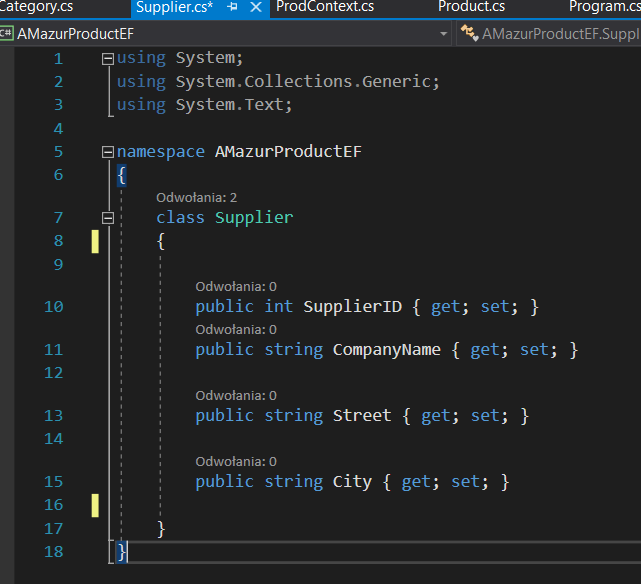 Category.cs Supplier.cs* ProdContext.cs Product.cs Program.cs
C# AMazurProductEF AMazurProductEF.Suppl
1 using System;
2 using System.Collections.Generic;
3 using System.Text;
4
5 namespace AMazurProductEF
6 {
Odwołania: 2
7 class Supplier
8 {
9
Odwołania: 0
10 public int SupplierID { get; set; }
Odwołania: 0
11 public string CompanyName { get; set; }
12
Odwołania: 0
13 public string Street { get; set; }
14
Odwołania: 0
15 public string City { get; set; }
16
17 }
18 }